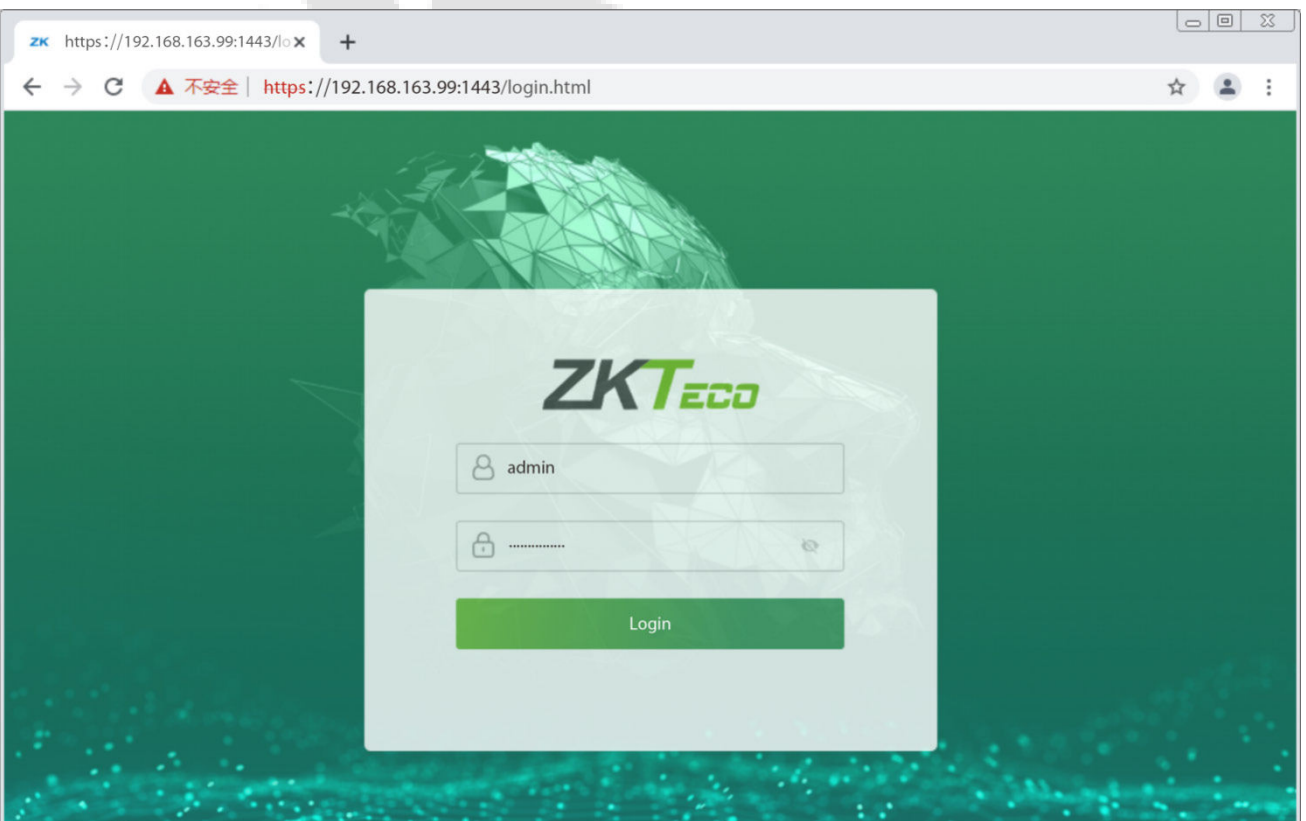 ZK https://192.168.163.99:1443/lo
不安全 https://192.168.163.99:1443/login.html
ZKTECO
admin
Login